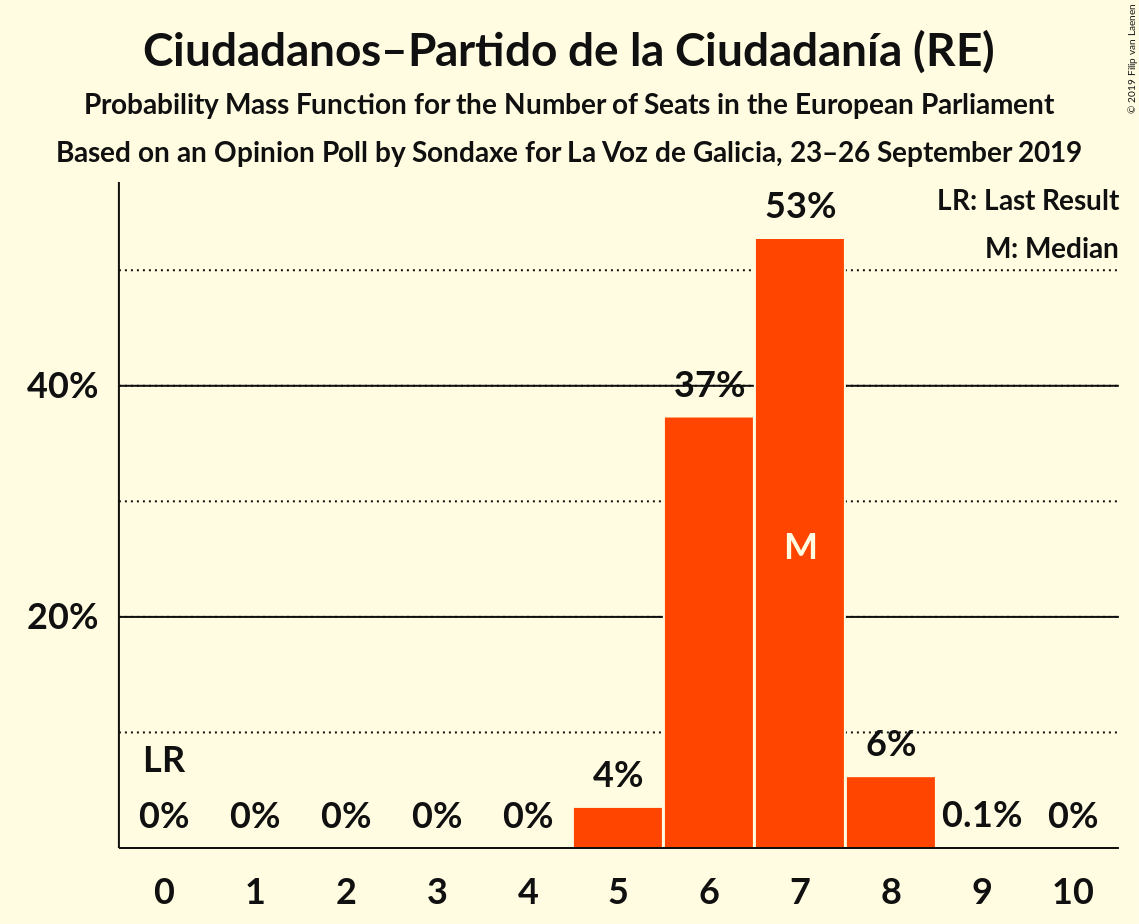 Ciudadanos–Partido de la Ciudadanía (RE)
Probability Mass Function for the Number of Seats in the European Parliament
Based on an Opinion Poll by Sondaxe for La Voz de Galicia, 23–26 September 2019
© 2019 Filip van Laenen
LR: Last Result
M: Median
53%
40%
37%
M
20%
LR
6%
4%
0% 0% 0% 0% 0% 0.1% 0%
0 1 2 3 4 5 6 7 8 9 10